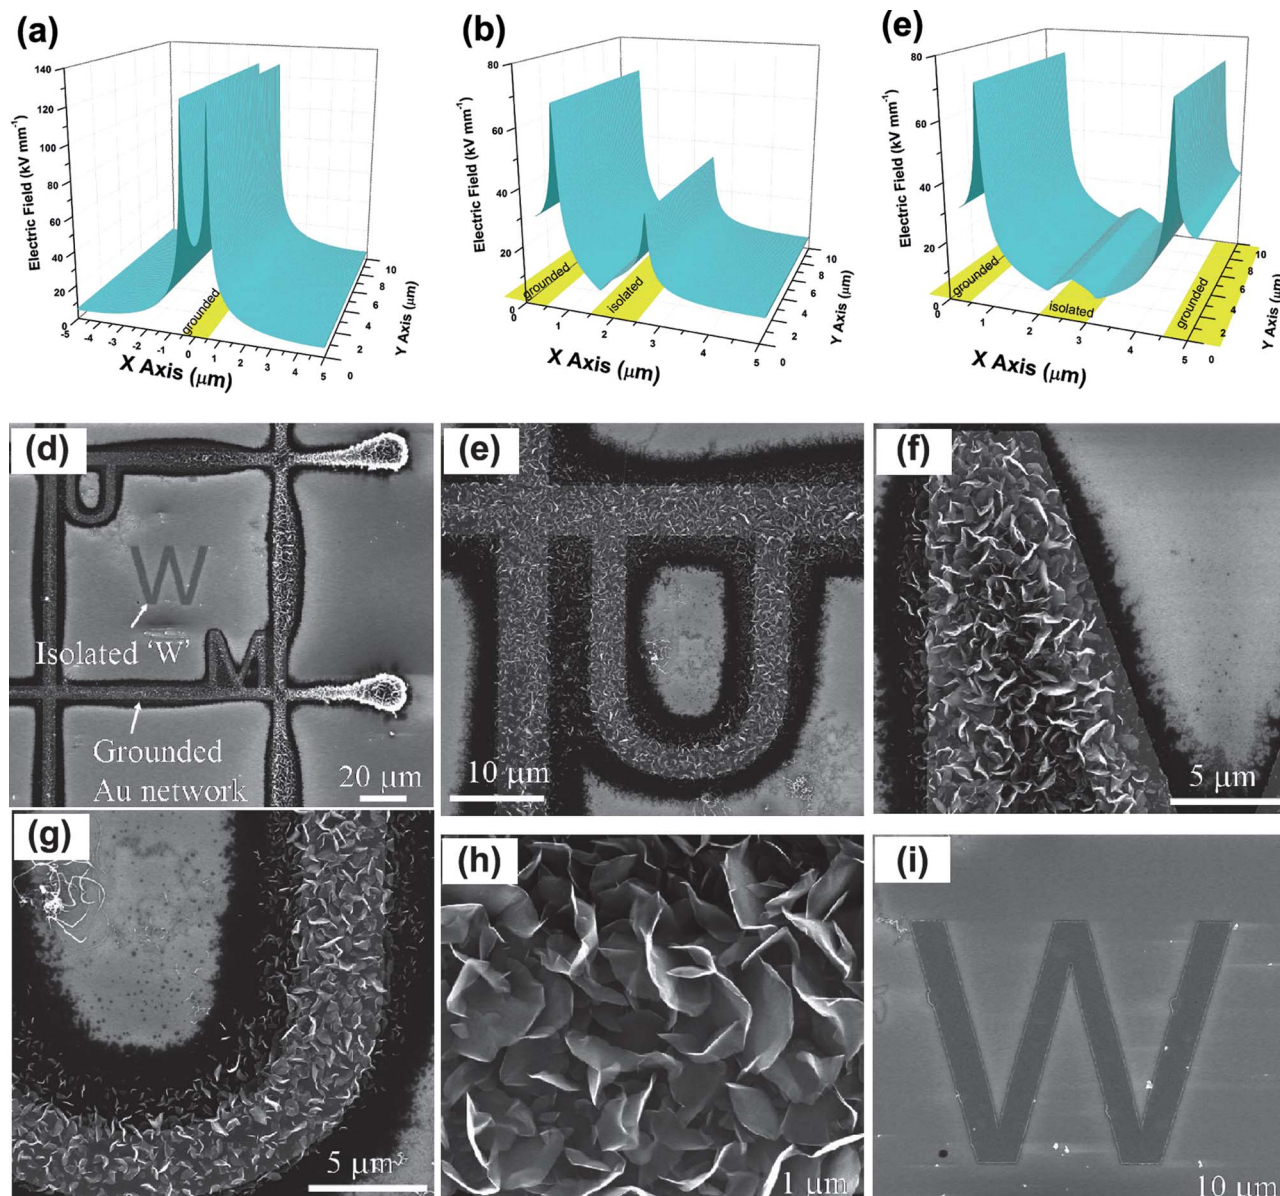 (a)
140
120
100
80
60
40
20
0
Electric Field (kV mm⁻¹)
-5 -4 -3 -2 -1 0 1 2 3 4 5
X Axis (μm)
0 2 4 6 8 10
Y Axis (μm)
grounded
(b)
80
60
40
20
0
Electric Field (kV mm⁻¹)
0 1 2 3 4 5
X Axis (μm)
0 2 4 6 8 10
Y Axis (μm)
grounded
isolated
(e)
80
60
40
20
0
Electric Field (kV mm⁻¹)
0 1 2 3 4 5
X Axis (μm)
0 2 4 6 8 10
Y Axis (μm)
grounded
isolated
grounded
(d)
U
W
Isolated 'W'
M
Grounded
Au network
20 μm
(e)
10 μm
(f)
5 μm
(g)
5 μm
(h)
1 μm
(i)
W
10 μm